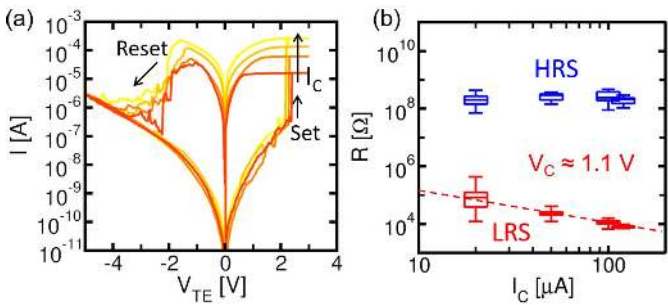 (a)
10⁻³
10⁻⁴
10⁻⁵
10⁻⁶
10⁻⁷
10⁻⁸
10⁻⁹
10⁻¹⁰
10⁻¹¹
I [A]
Reset
I_C
Set
-4 -2 0 2 4
V_TE [V]
(b)
10¹⁰
10⁸
10⁶
10⁴
R [Ω]
HRS
V_C ≈ 1.1 V
LRS
10 100
I_C [μA]